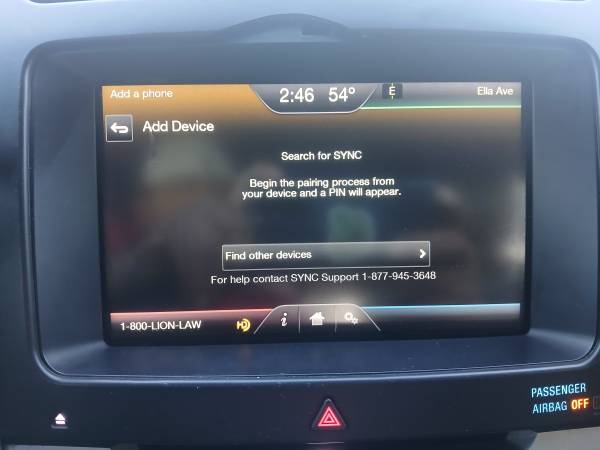 Add a phone
2:46 54° E Ella Ave
Add Device
Search for SYNC
Begin the pairing process from
your device and a PIN will appear.
Find other devices
For help contact SYNC Support 1-877-945-3648
1-800-LION-LAW HD i
PASSENGER
AIRBAG OFF